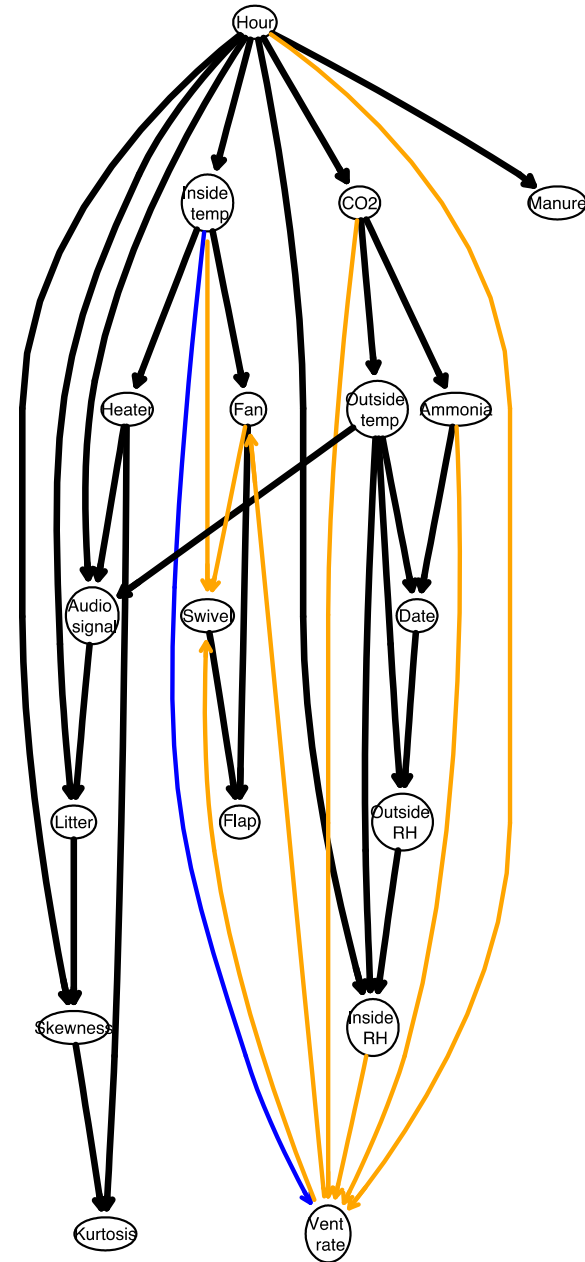 Hour
Inside
temp
CO2
Manure
Heater
Fan
Outside
temp
Ammonia
Audio
signal
Swivel
Date
Litter
Flap
Outside
RH
Skewness
Inside
RH
Kurtosis
Vent
rate